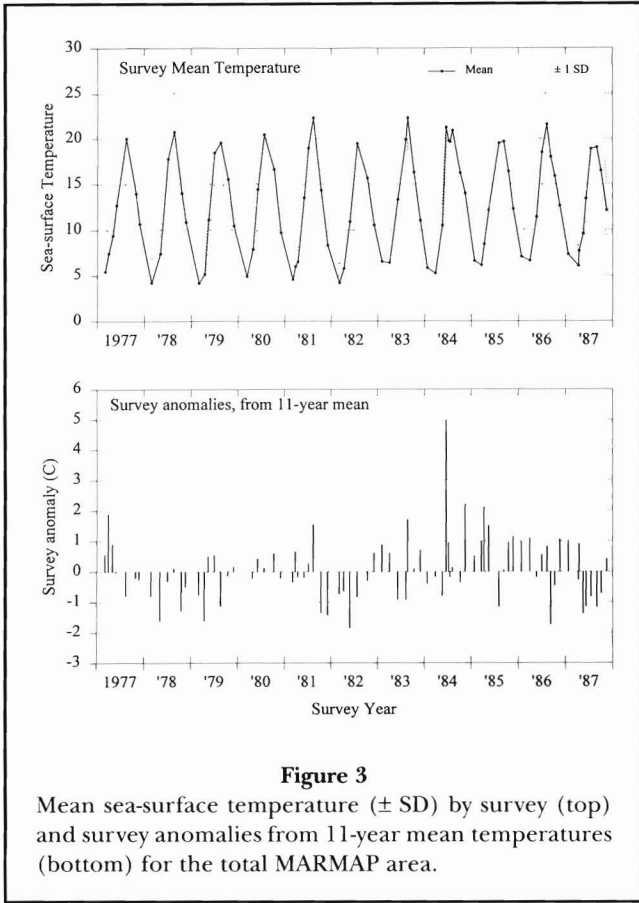 30
Survey Mean Temperature
Mean
± 1 SD
25
20
15
10
5
0
Sea-surface Temperature
1977 '78 '79 '80 '81 '82 '83 '84 '85 '86 '87
6
Survey anomalies, from 11-year mean
5
4
3
2
1
0
-1
-2
-3
Survey anomaly (C)
1977 '78 '79 '80 '81 '82 '83 '84 '85 '86 '87
Survey Year
Figure 3
Mean sea-surface temperature (± SD) by survey (top)
and survey anomalies from 11-year mean temperatures
(bottom) for the total MARMAP area.